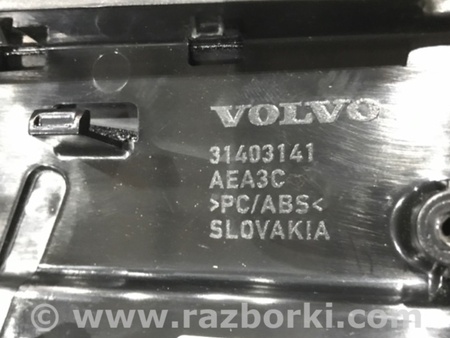 VOLVO
31403141
AEA3C
>PC/ABS<
SLOVAKIA
© www.razborki.com